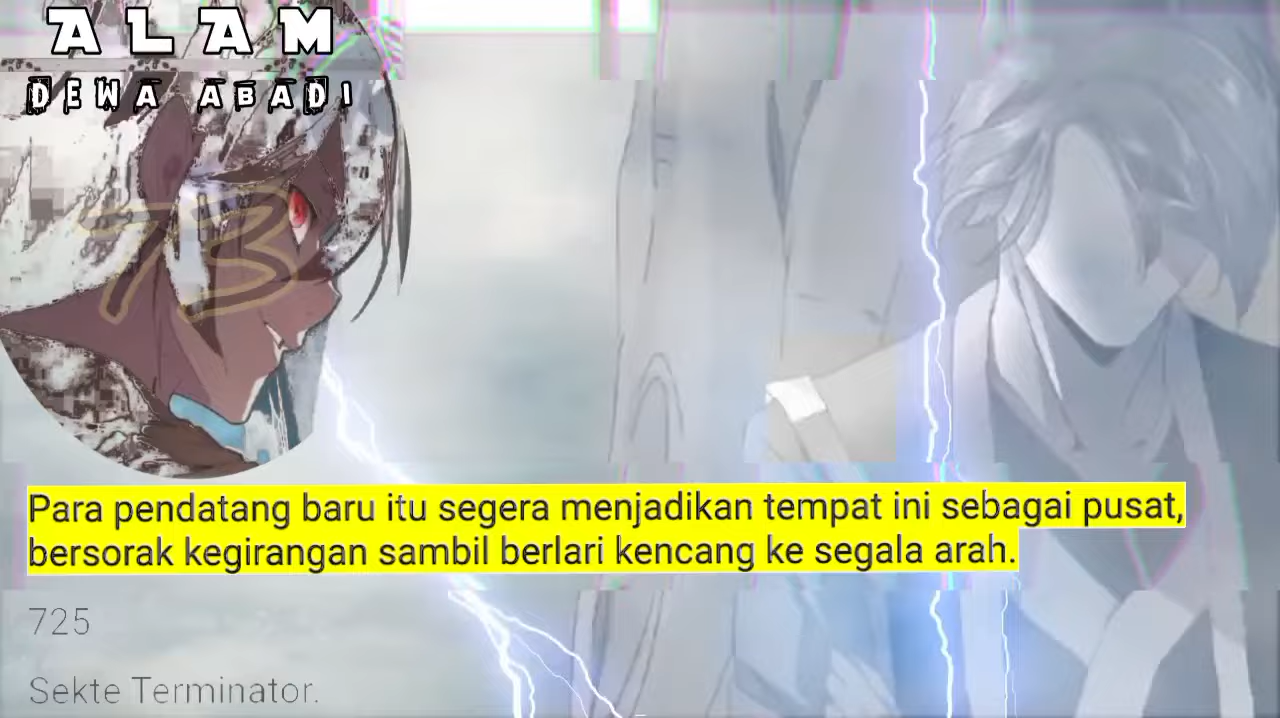 ALAM
DEWA ABADI
7B
Para pendatang baru itu segera menjadikan tempat ini sebagai pusat,
bersorak kegirangan sambil berlari kencang ke segala arah.
725
Sekte Terminator.